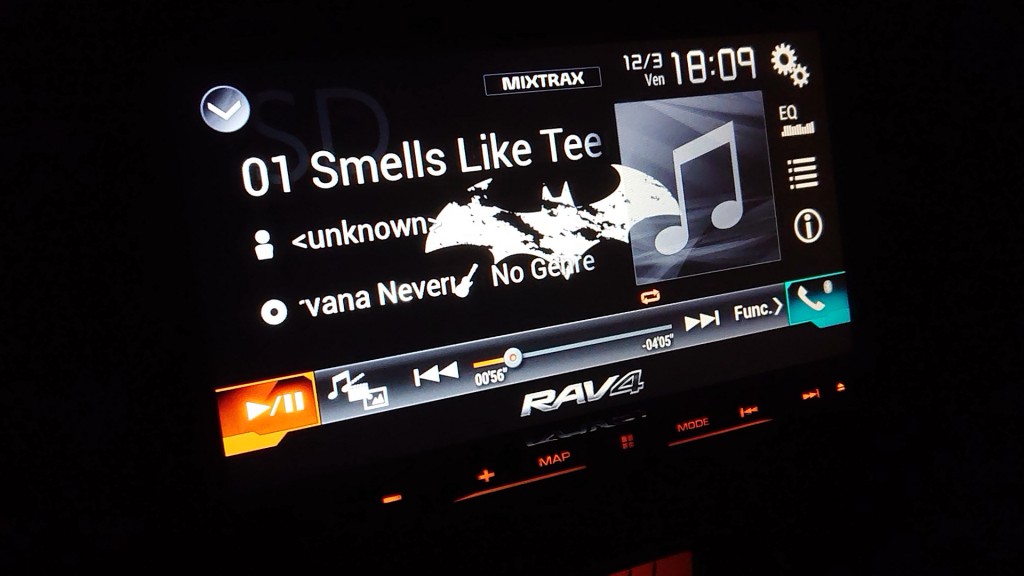 SD
MIXTRAX
12/3
Ven
18:09
EQ
01 Smells Like Tee
<unknown>
vana Neverı
No Genre
00'56"
-04'05"
Func.
RAV4
MAP
MODE